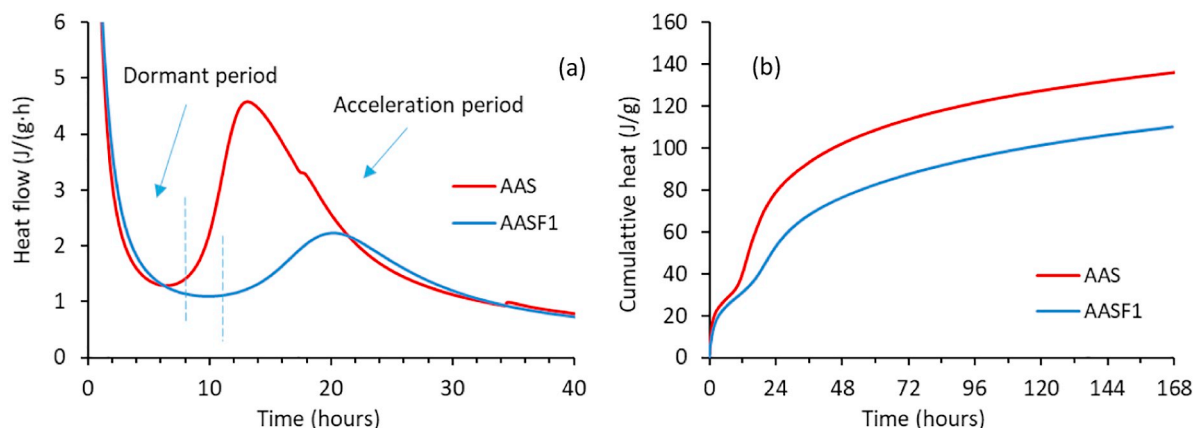 (a)
Heat flow (J/(g·h)
6
5
4
3
2
1
0
Dormant period
Acceleration period
AAS
AASF1
0 10 20 30 40
Time (hours)
(b)
Cumulattive heat (J/g)
160
140
120
100
80
60
40
20
0
AAS
AASF1
0 24 48 72 96 120 144 168
Time (hours)